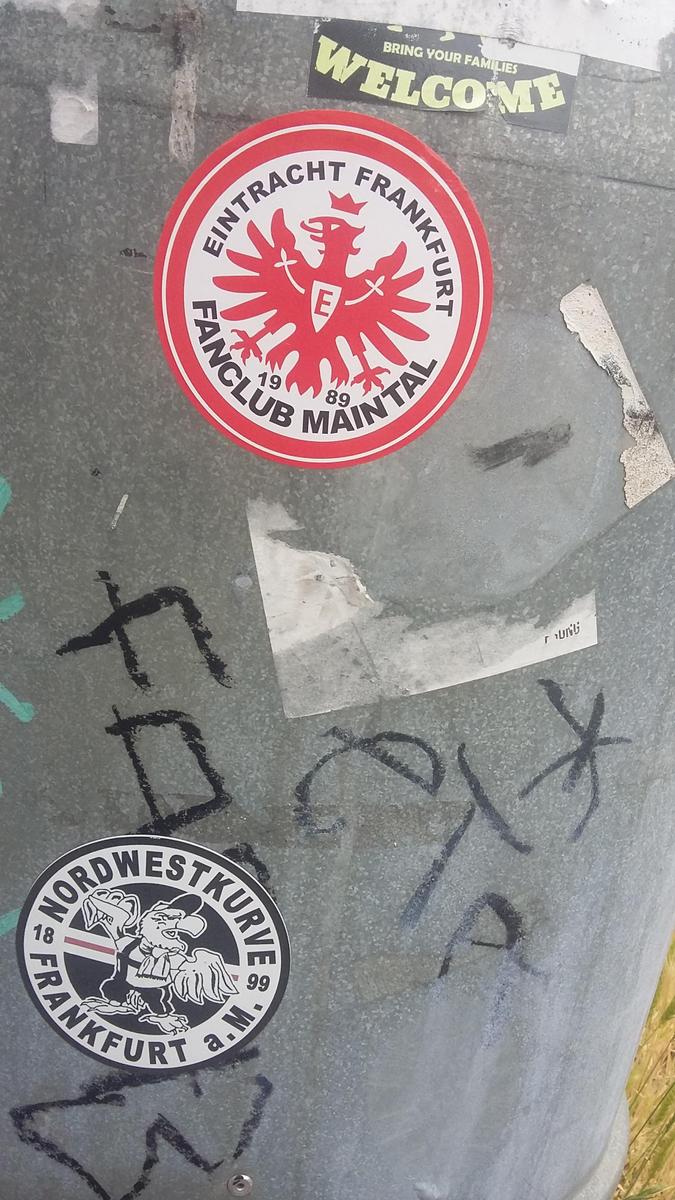 BRING YOUR FAMILIES
WELCOME
EINTRACHT FRANKFURT
E
19 89
FANCLUB MAINTAL
NORDWESTKURVE
18 99
FRANKFURT a.M.